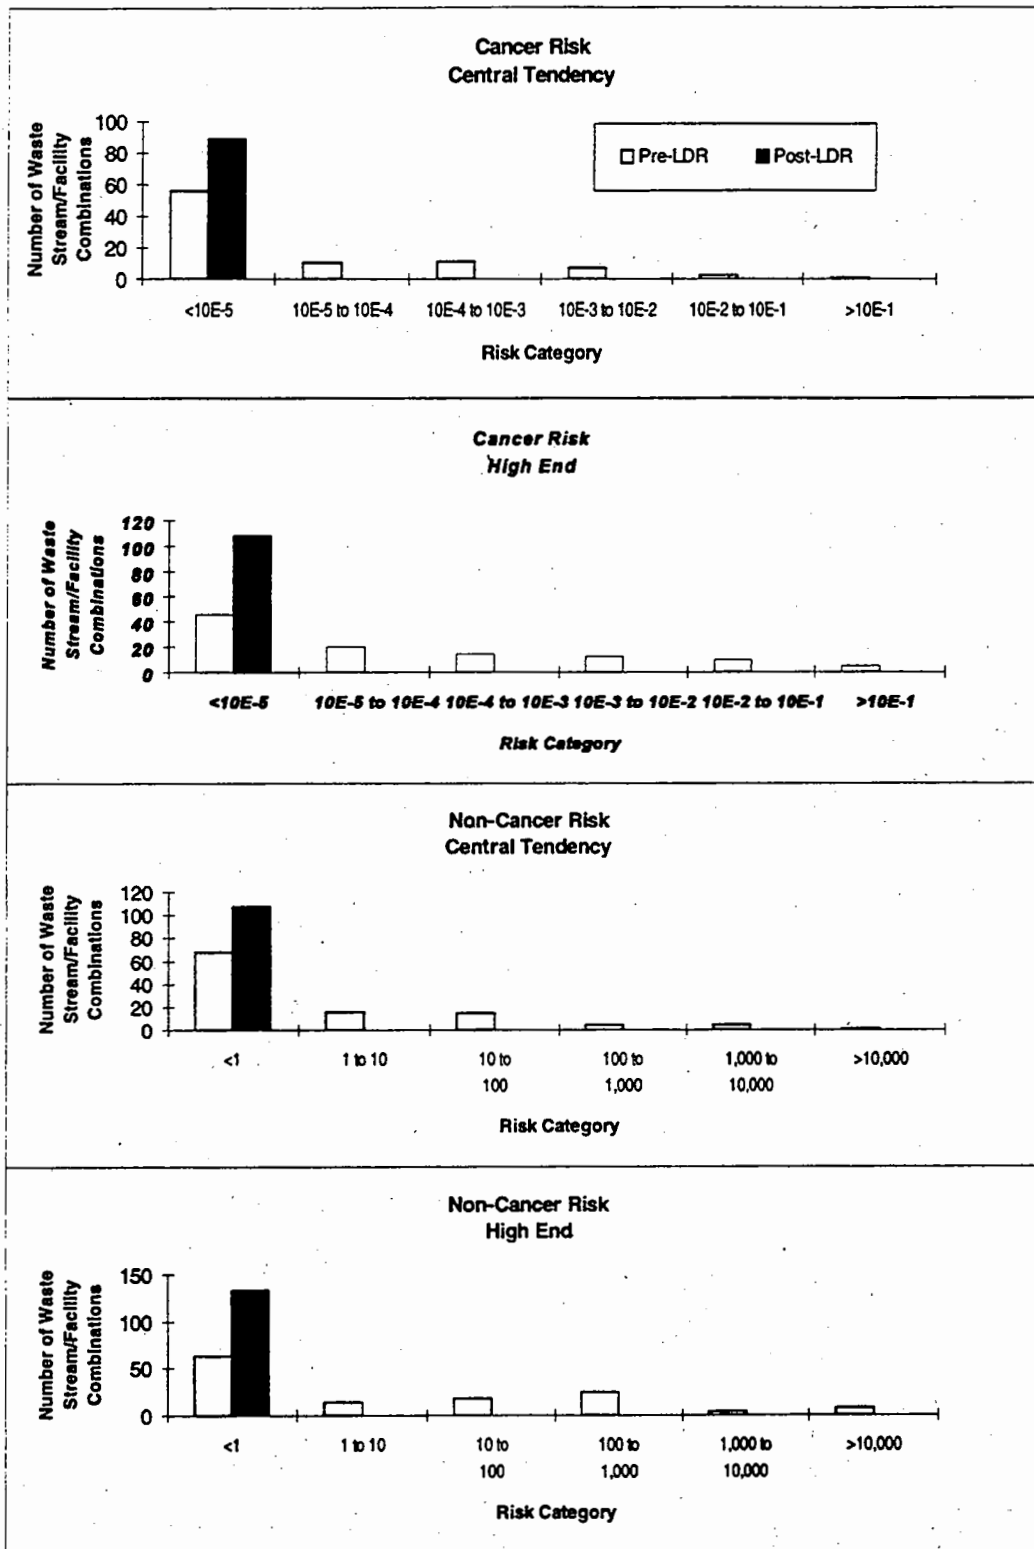 Cancer Risk
Central Tendency
Number of Waste
Stream/Facility
Combinations
100
80
60
40
20
0
Pre-LDR Post-LDR
<10E-5 10E-5 to 10E-4 10E-4 to 10E-3 10E-3 to 10E-2 10E-2 to 10E-1 >10E-1
Risk Category
Cancer Risk
High End
Number of Waste
Stream/Facility
Combinations
120
100
80
60
40
20
0
<10E-5 10E-5 to 10E-4 10E-4 to 10E-3 10E-3 to 10E-2 10E-2 to 10E-1 >10E-1
Risk Category
Non-Cancer Risk
Central Tendency
Number of Waste
Stream/Facility
Combinations
120
100
80
60
40
20
0
<1 1 to 10 10 to 100 to 1,000 to >10,000
100 1,000 10,000
Risk Category
Non-Cancer Risk
High End
Number of Waste
Stream/Facility
Combinations
150
100
50
0
<1 1 to 10 10 to 100 to 1,000 to >10,000
100 1,000 10,000
Risk Category